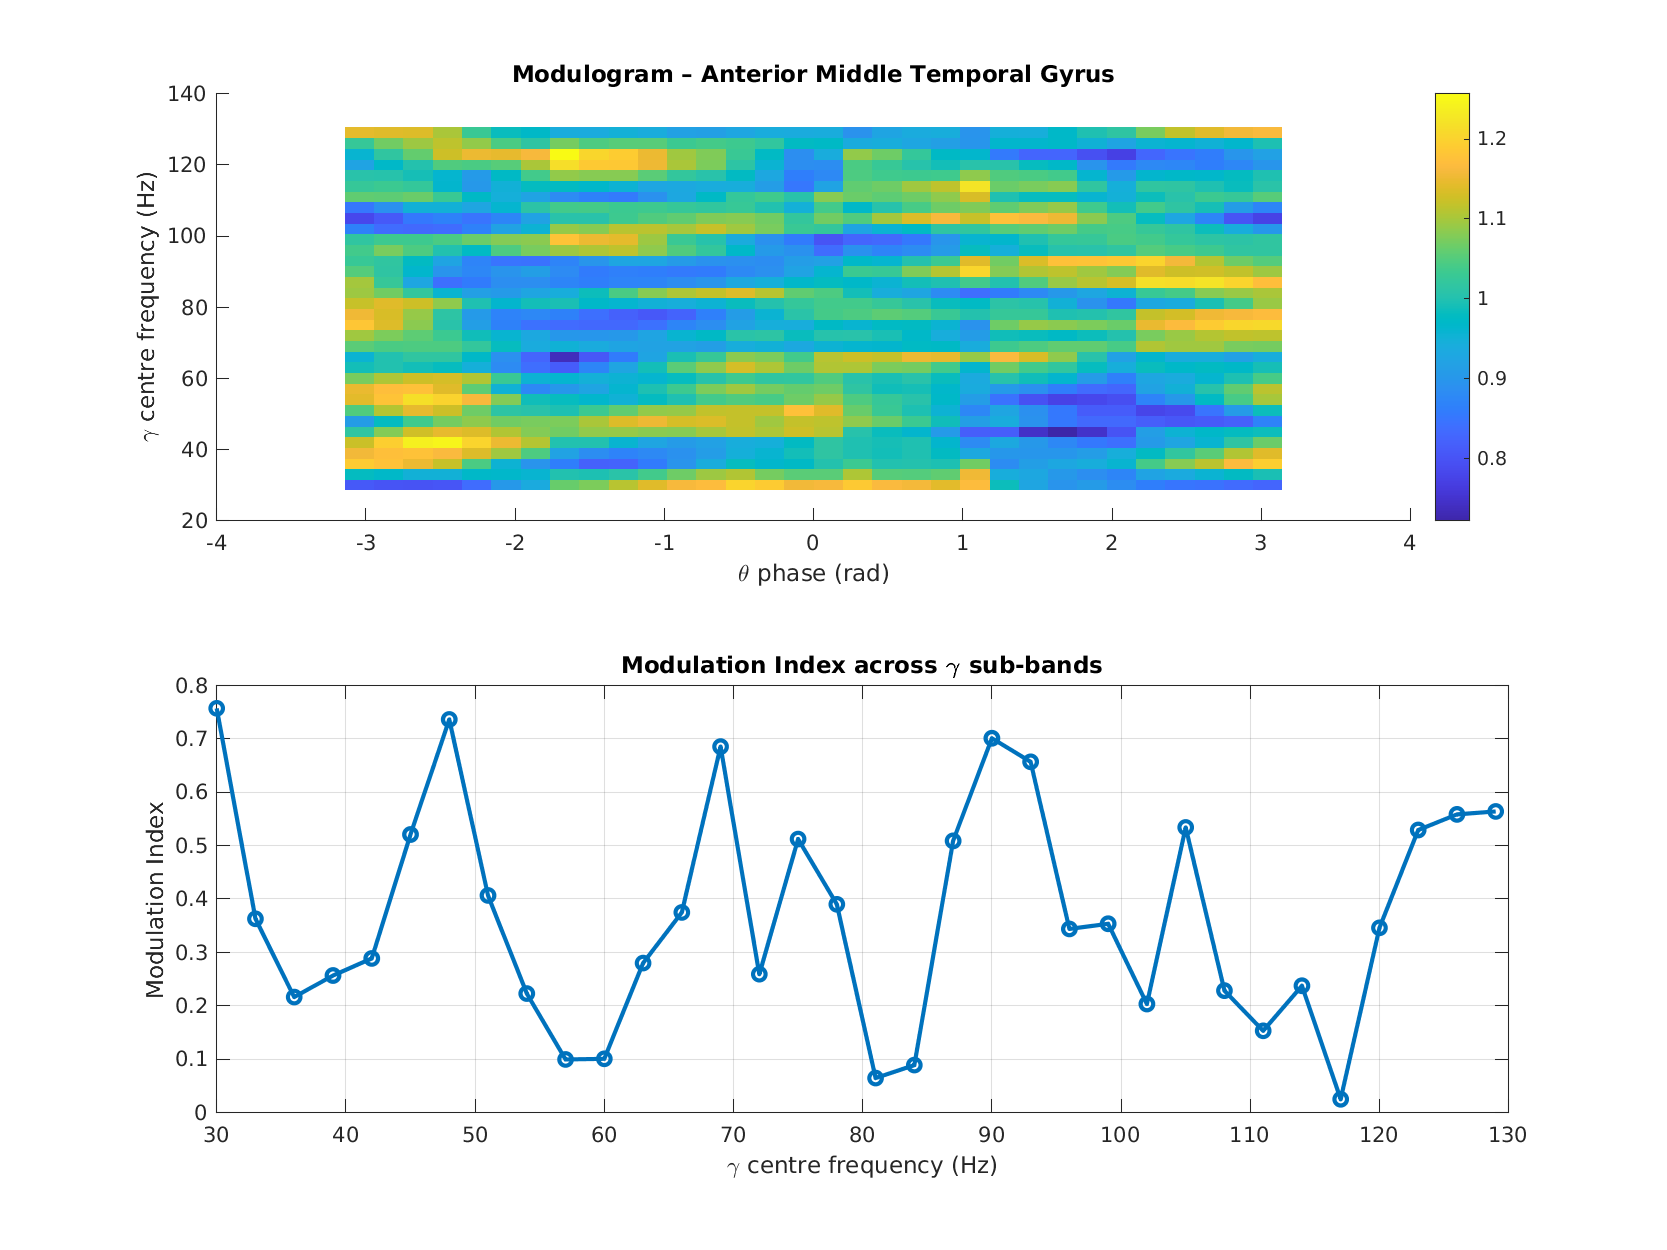 Modulogram – Anterior Middle Temporal Gyrus
γ centre frequency (Hz)
140
120
100
80
60
40
20
-4 -3 -2 -1 0 1 2 3 4
θ phase (rad)
1.2
1.1
1
0.9
0.8
Modulation Index across γ sub-bands
Modulation Index
0.8
0.7
0.6
0.5
0.4
0.3
0.2
0.1
0
30 40 50 60 70 80 90 100 110 120 130
γ centre frequency (Hz)